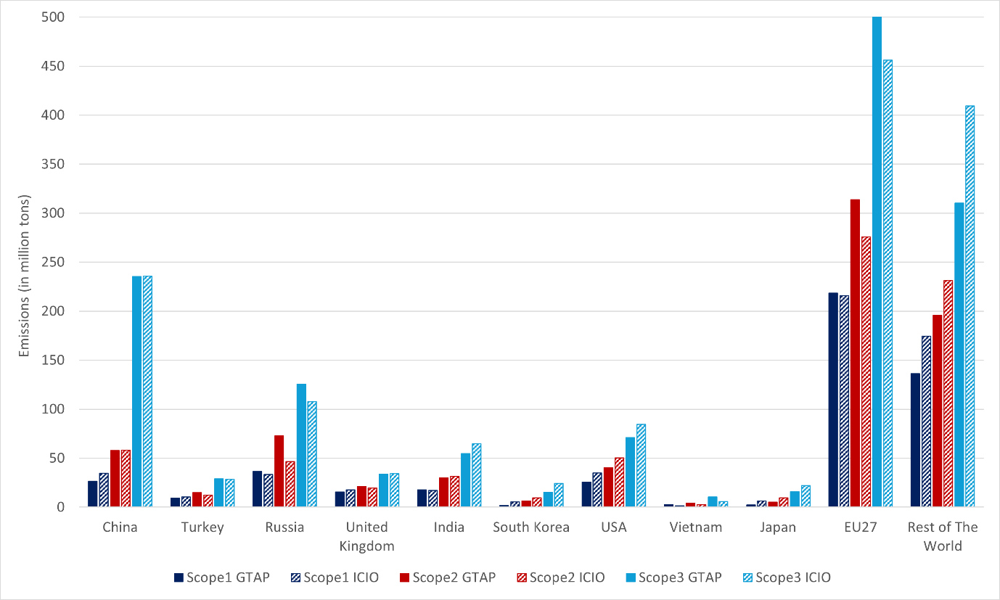 500
450
400
350
300
250
200
150
100
50
0
Emissions (in million tons)
China
Turkey
Russia
United
Kingdom
India
South Korea
USA
Vietnam
Japan
EU27
Rest of The
World
Scope1 GTAP
Scope1 ICIO
Scope2 GTAP
Scope2 ICIO
Scope3 GTAP
Scope3 ICIO